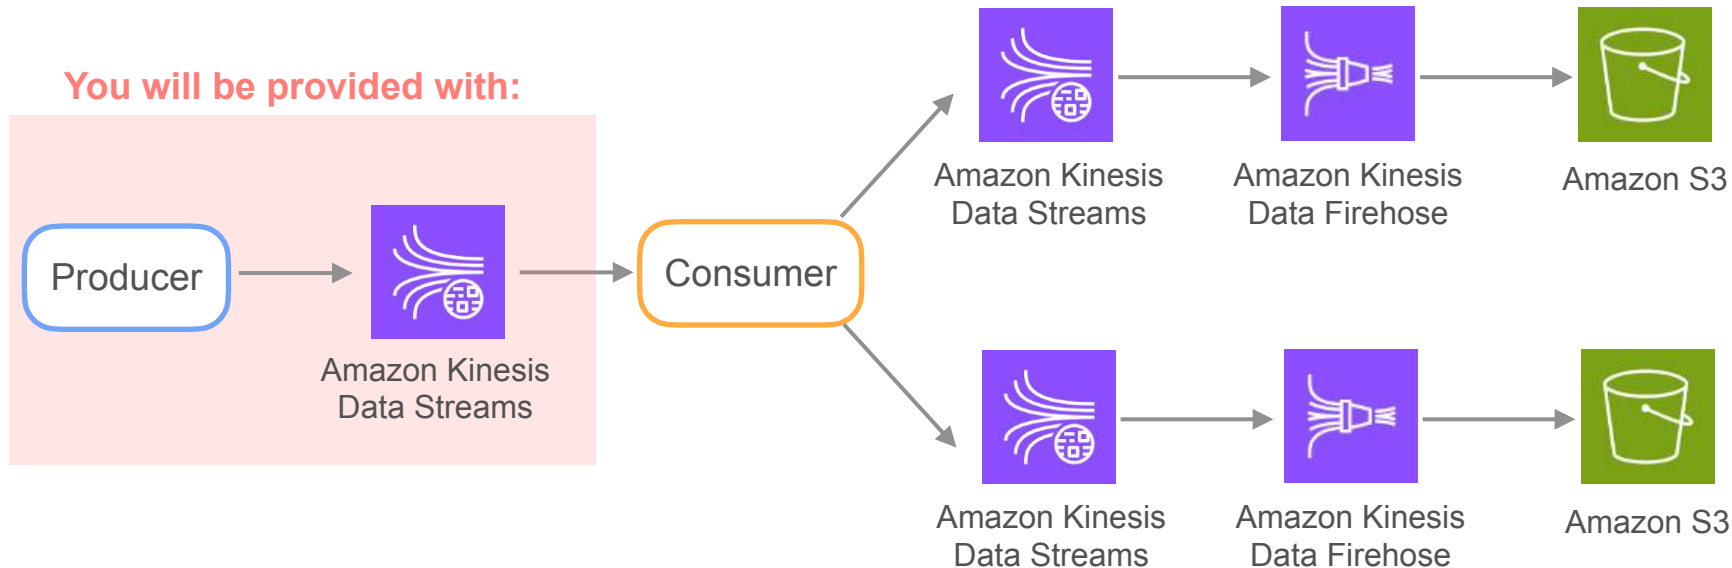 You will be provided with:
Producer
Amazon Kinesis
Data Streams
Consumer
Amazon Kinesis
Data Streams
Amazon Kinesis
Data Firehose
Amazon S3
Amazon Kinesis
Data Streams
Amazon Kinesis
Data Firehose
Amazon S3